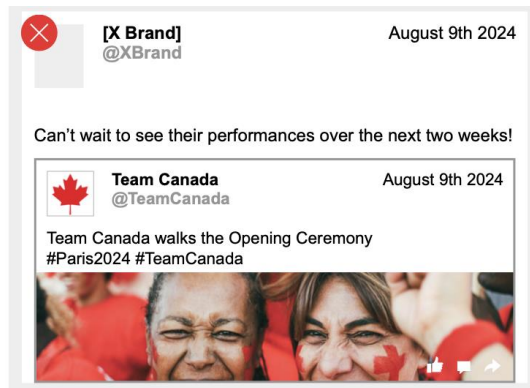 [X Brand]
August 9th 2024
@XBrand
Can’t wait to see their performances over the next two weeks!
Team Canada
August 9th 2024
@TeamCanada
Team Canada walks the Opening Ceremony
#Paris2024 #TeamCanada